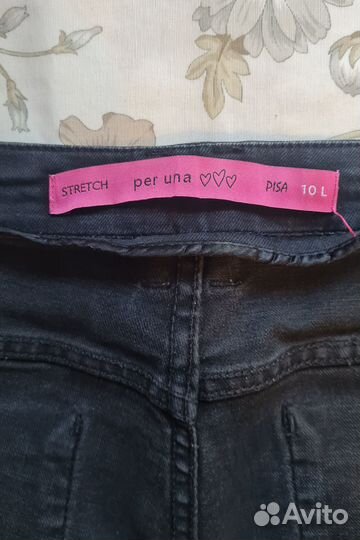 STRETCH per una ♡♡♡ PISA 10 L
Avito